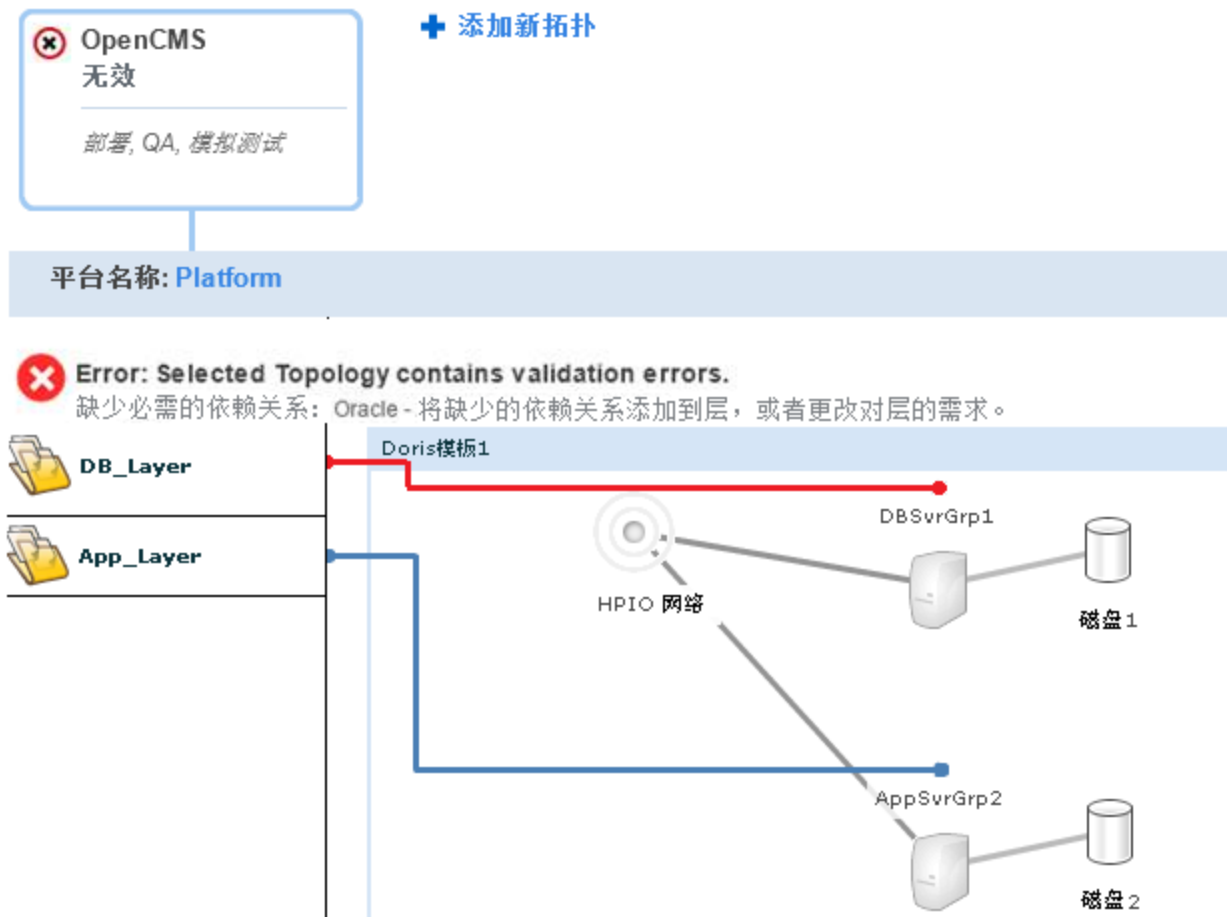 OpenCMS
无效
部署, QA, 模拟测试
添加新拓扑
平台名称: Platform
Error: Selected Topology contains validation errors.
缺少必需的依赖关系：Oracle - 将缺少的依赖关系添加到层，或者更改对层的需求。
DB_Layer
App_Layer
Doris模板1
DBSvrGrp1
HPIO 网络
磁盘1
AppSvrGrp2
磁盘2